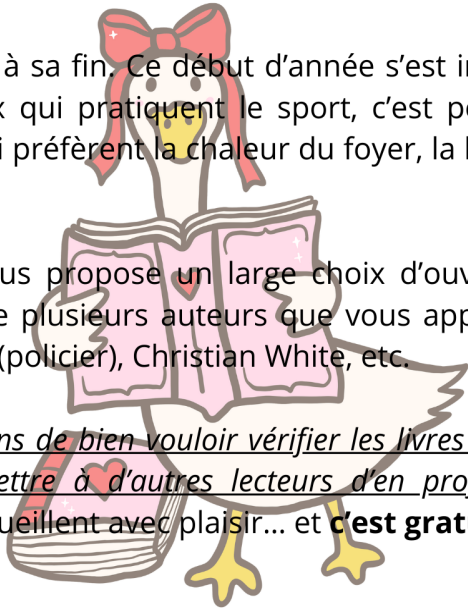 à sa fin. Ce début d’année s’est i
qui pratiquent le sport, c’est p
préfèrent la chaleur du foyer, la
us propose un large choix d’ouv
plusieurs auteurs que vous app
(policier), Christian White, etc.
ns de bien vouloir vérifier les livres
ettre à d’autres lecteurs d’en pro
ueillent avec plaisir... et c’est grat